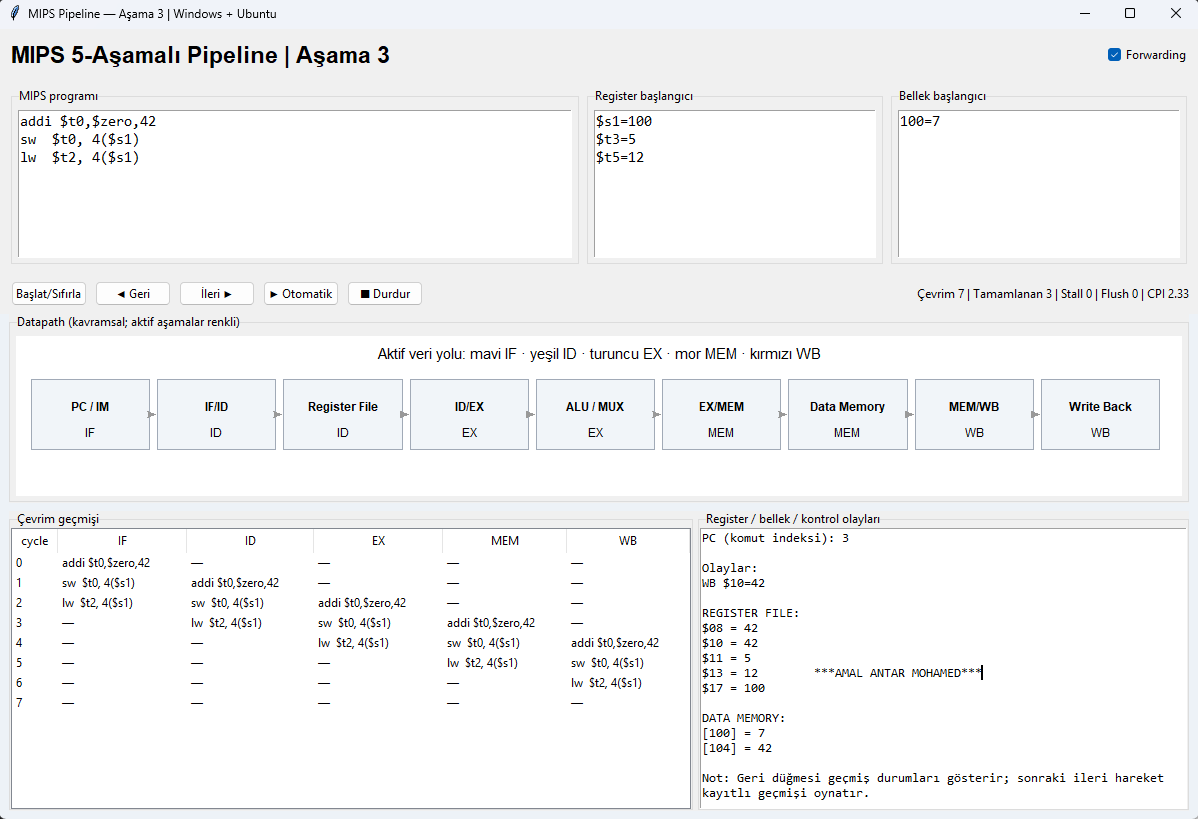 MIPS Pipeline — Aşama 3 | Windows + Ubuntu
MIPS 5-Aşamalı Pipeline | Aşama 3
Forwarding
MIPS programı
addi $t0,$zero,42
sw  $t0, 4($s1)
lw  $t2, 4($s1)
Register başlangıcı
$s1=100
$t3=5
$t5=12
Bellek başlangıcı
100=7
Başlat/Sıfırla ◄ Geri İleri ► ► Otomatik ■ Durdur
Çevrim 7 | Tamamlanan 3 | Stall 0 | Flush 0 | CPI 2.33
Datapath (kavramsal; aktif aşamalar renkli)
Aktif veri yolu: mavi IF · yeşil ID · turuncu EX · mor MEM · kırmızı WB
PC / IM IF/ID Register File ID/EX ALU / MUX EX/MEM Data Memory MEM/WB Write Back
IF ID ID EX EX MEM MEM WB WB
Çevrim geçmişi
cycle IF ID EX MEM WB
0 addi $t0,$zero,42 — — — —
1 sw  $t0, 4($s1) addi $t0,$zero,42 — — —
2 lw  $t2, 4($s1) sw  $t0, 4($s1) addi $t0,$zero,42 — —
3 — lw  $t2, 4($s1) sw  $t0, 4($s1) addi $t0,$zero,42 —
4 — — lw  $t2, 4($s1) sw  $t0, 4($s1) addi $t0,$zero,42
5 — — — lw  $t2, 4($s1) sw  $t0, 4($s1)
6 — — — — lw  $t2, 4($s1)
7 — — — — —
Register / bellek / kontrol olayları
PC (komut indeksi): 3
Olaylar:
WB $10=42
REGISTER FILE:
$08 = 42
$10 = 42
$11 = 5
$13 = 12 ***AMAL ANTAR MOHAMED***
$17 = 100
DATA MEMORY:
[100] = 7
[104] = 42
Not: Geri düğmesi geçmiş durumları gösterir; sonraki ileri hareket
kayıtlı geçmişi oynatır.